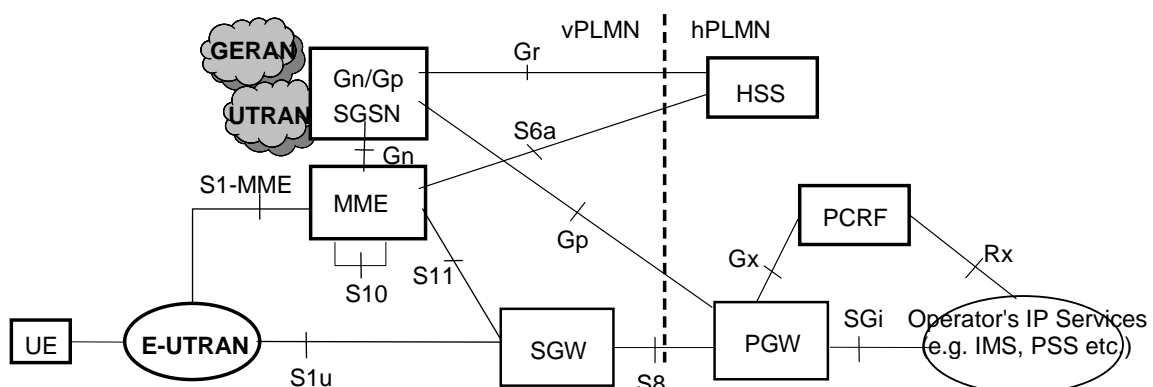 vPLMN
hPLMN
GERAN
Gr
Gn/Gp
SGSN
HSS
UTRAN
S6a
Gn
S1-MME
MME
PCRF
Gp
Gx
Rx
S11
S10
SGi
Operator's IP Services
e.g. IMS, PSS etc.)
UE
E-UTRAN
SGW
PGW
S1u
S8